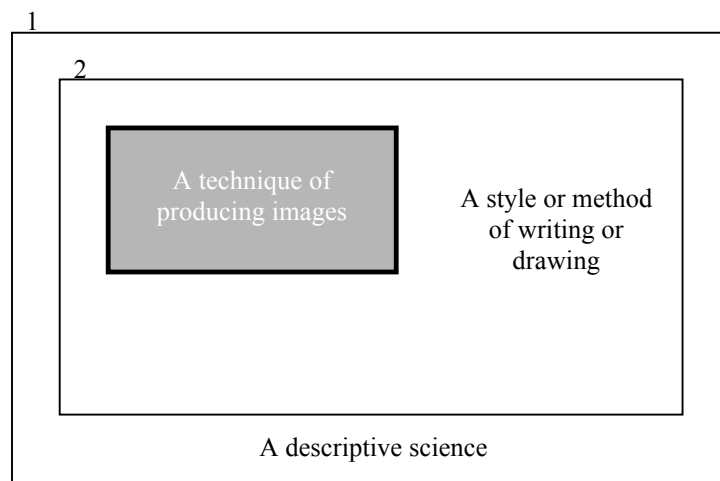 1
2
A technique of
producing images
A style or method
of writing or
drawing
A descriptive science